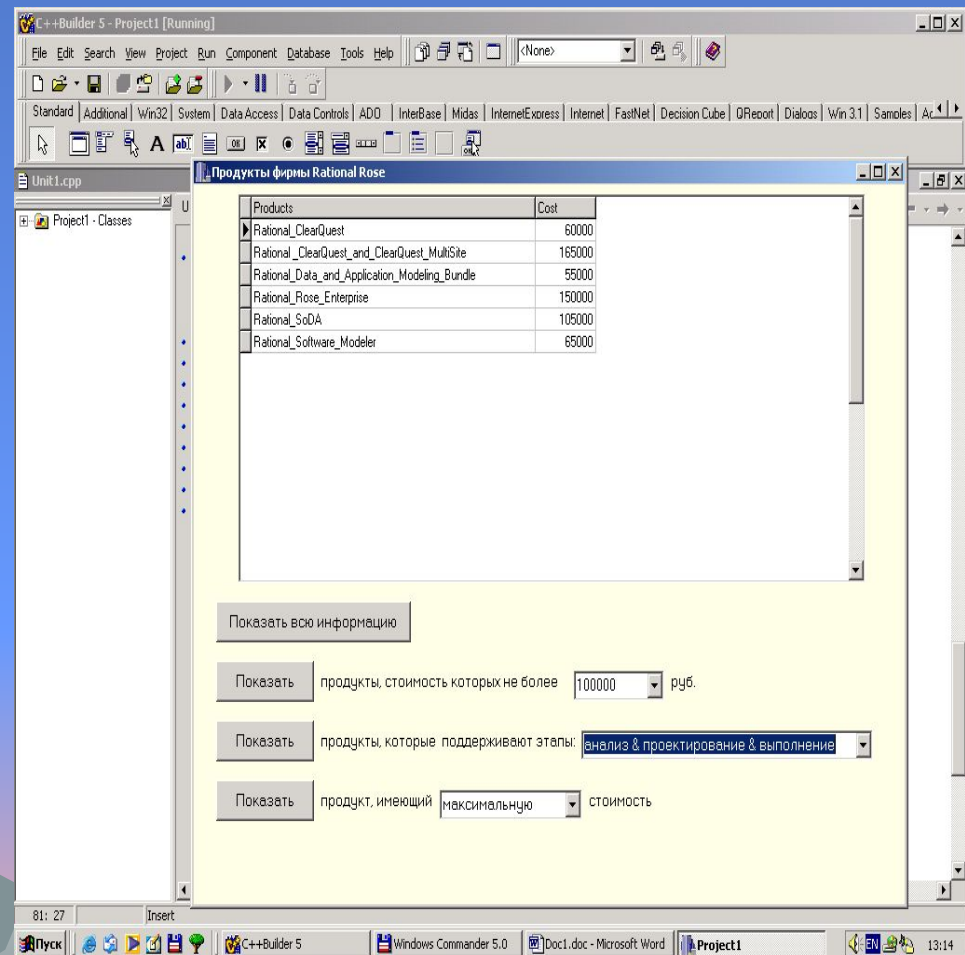 C++Builder 5 - Project1 [Running]
File Edit Search View Project Run Component Database Tools Help <None>
Standard Additional Win32 System Data Access Data Controls ADO InterBase Midas InternetExpress Internet FastNet Decision Cube QReport Dialogs Win 3.1 Samples
Unit1.cpp
Продукты фирмы Rational Rose
Project1 - Classes
Products Cost
Rational_ClearQuest 60000
Rational _ClearQuest_and_ClearQuest_MultiSite 165000
Rational_Data_and_Application_Modeling_Bundle 55000
Rational_Rose_Enterprise 150000
Rational_SoDA 105000
Rational_Software_Modeler 65000
Показать всю информацию
Показать продукты, стоимость которых не более 100000 руб.
Показать продукты, которые поддерживают этапы: анализ & проектирование & выполнение
Показать продукт, имеющий максимальную стоимость
81: 27 Insert
Пуск C++Builder 5 Windows Commander 5.0 Doc1.doc - Microsoft Word Project1 EN 13:14